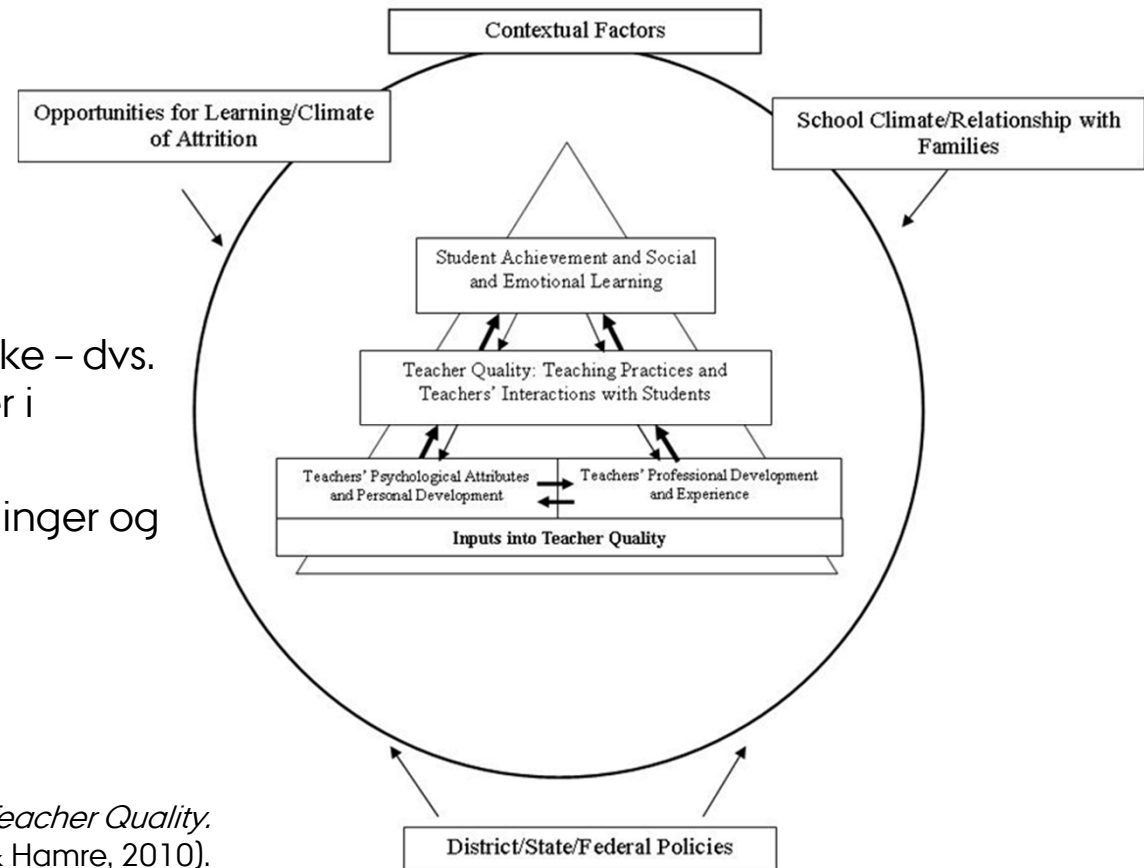 Contextual Factors
Opportunities for Learning/Climate
of Attrition
School Climate/Relationship with
Families
Student Achievement and Social
and Emotional Learning
ke – dvs.
r i
Teacher Quality: Teaching Practices and
Teachers' Interactions with Students
Teachers' Psychological Attributes
and Personal Development
Teachers' Professional Development
and Experience
inger og
Inputs into Teacher Quality
Teacher Quality.
& Hamre, 2010).
District/State/Federal Policies